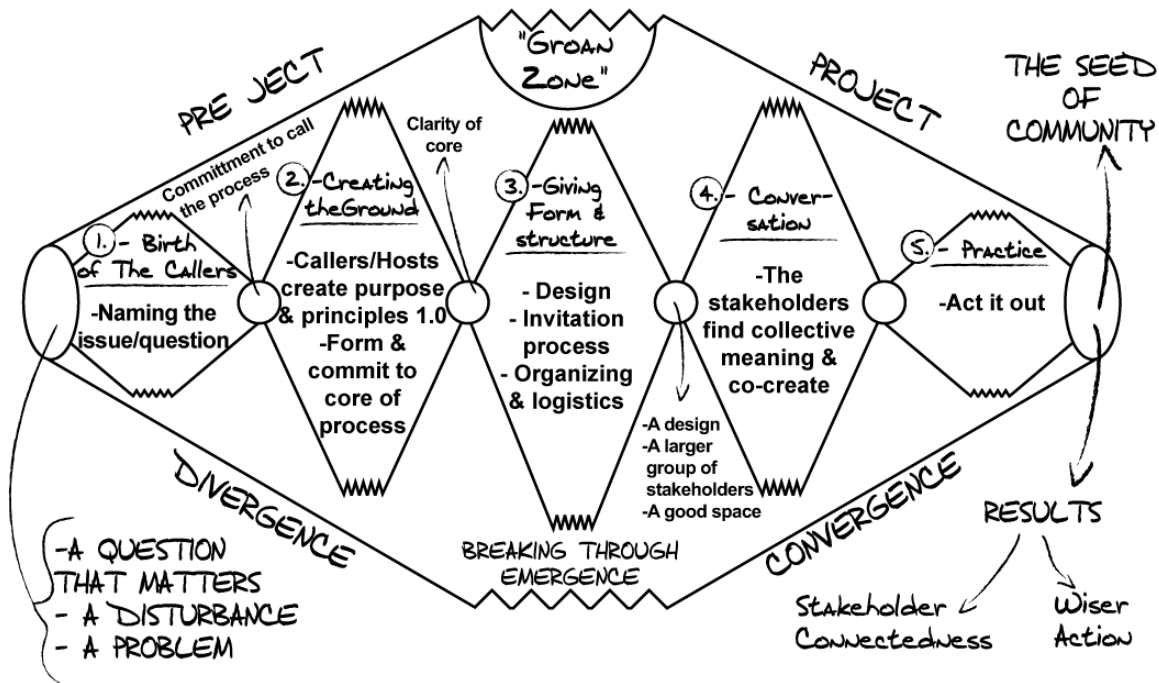 "GROAN
ZONE"
PRE JECT
PROJECT
THE SEED
OF
COMMUNITY
Committment to call
the process
Clarity of
core
1. - Birth
of The Callers
-Naming the
issue/question
2. -Creating
the Ground
-Callers/Hosts
create purpose
& principles 1.0
-Form &
commit to
core of
process
3. -Giving
Form &
structure
- Design
- Invitation
process
- Organizing
& logistics
4. - Conver-
sation
-The
stakeholders
find collective
meaning &
co-create
5. - Practice
-Act it out
-A design
-A larger
group of
stakeholders
-A good space
DIVERGENCE
BREAKING THROUGH
EMERGENCE
CONVERGENCE
-A QUESTION
THAT MATTERS
- A DISTURBANCE
- A PROBLEM
RESULTS
Stakeholder
Connectedness
Wiser
Action